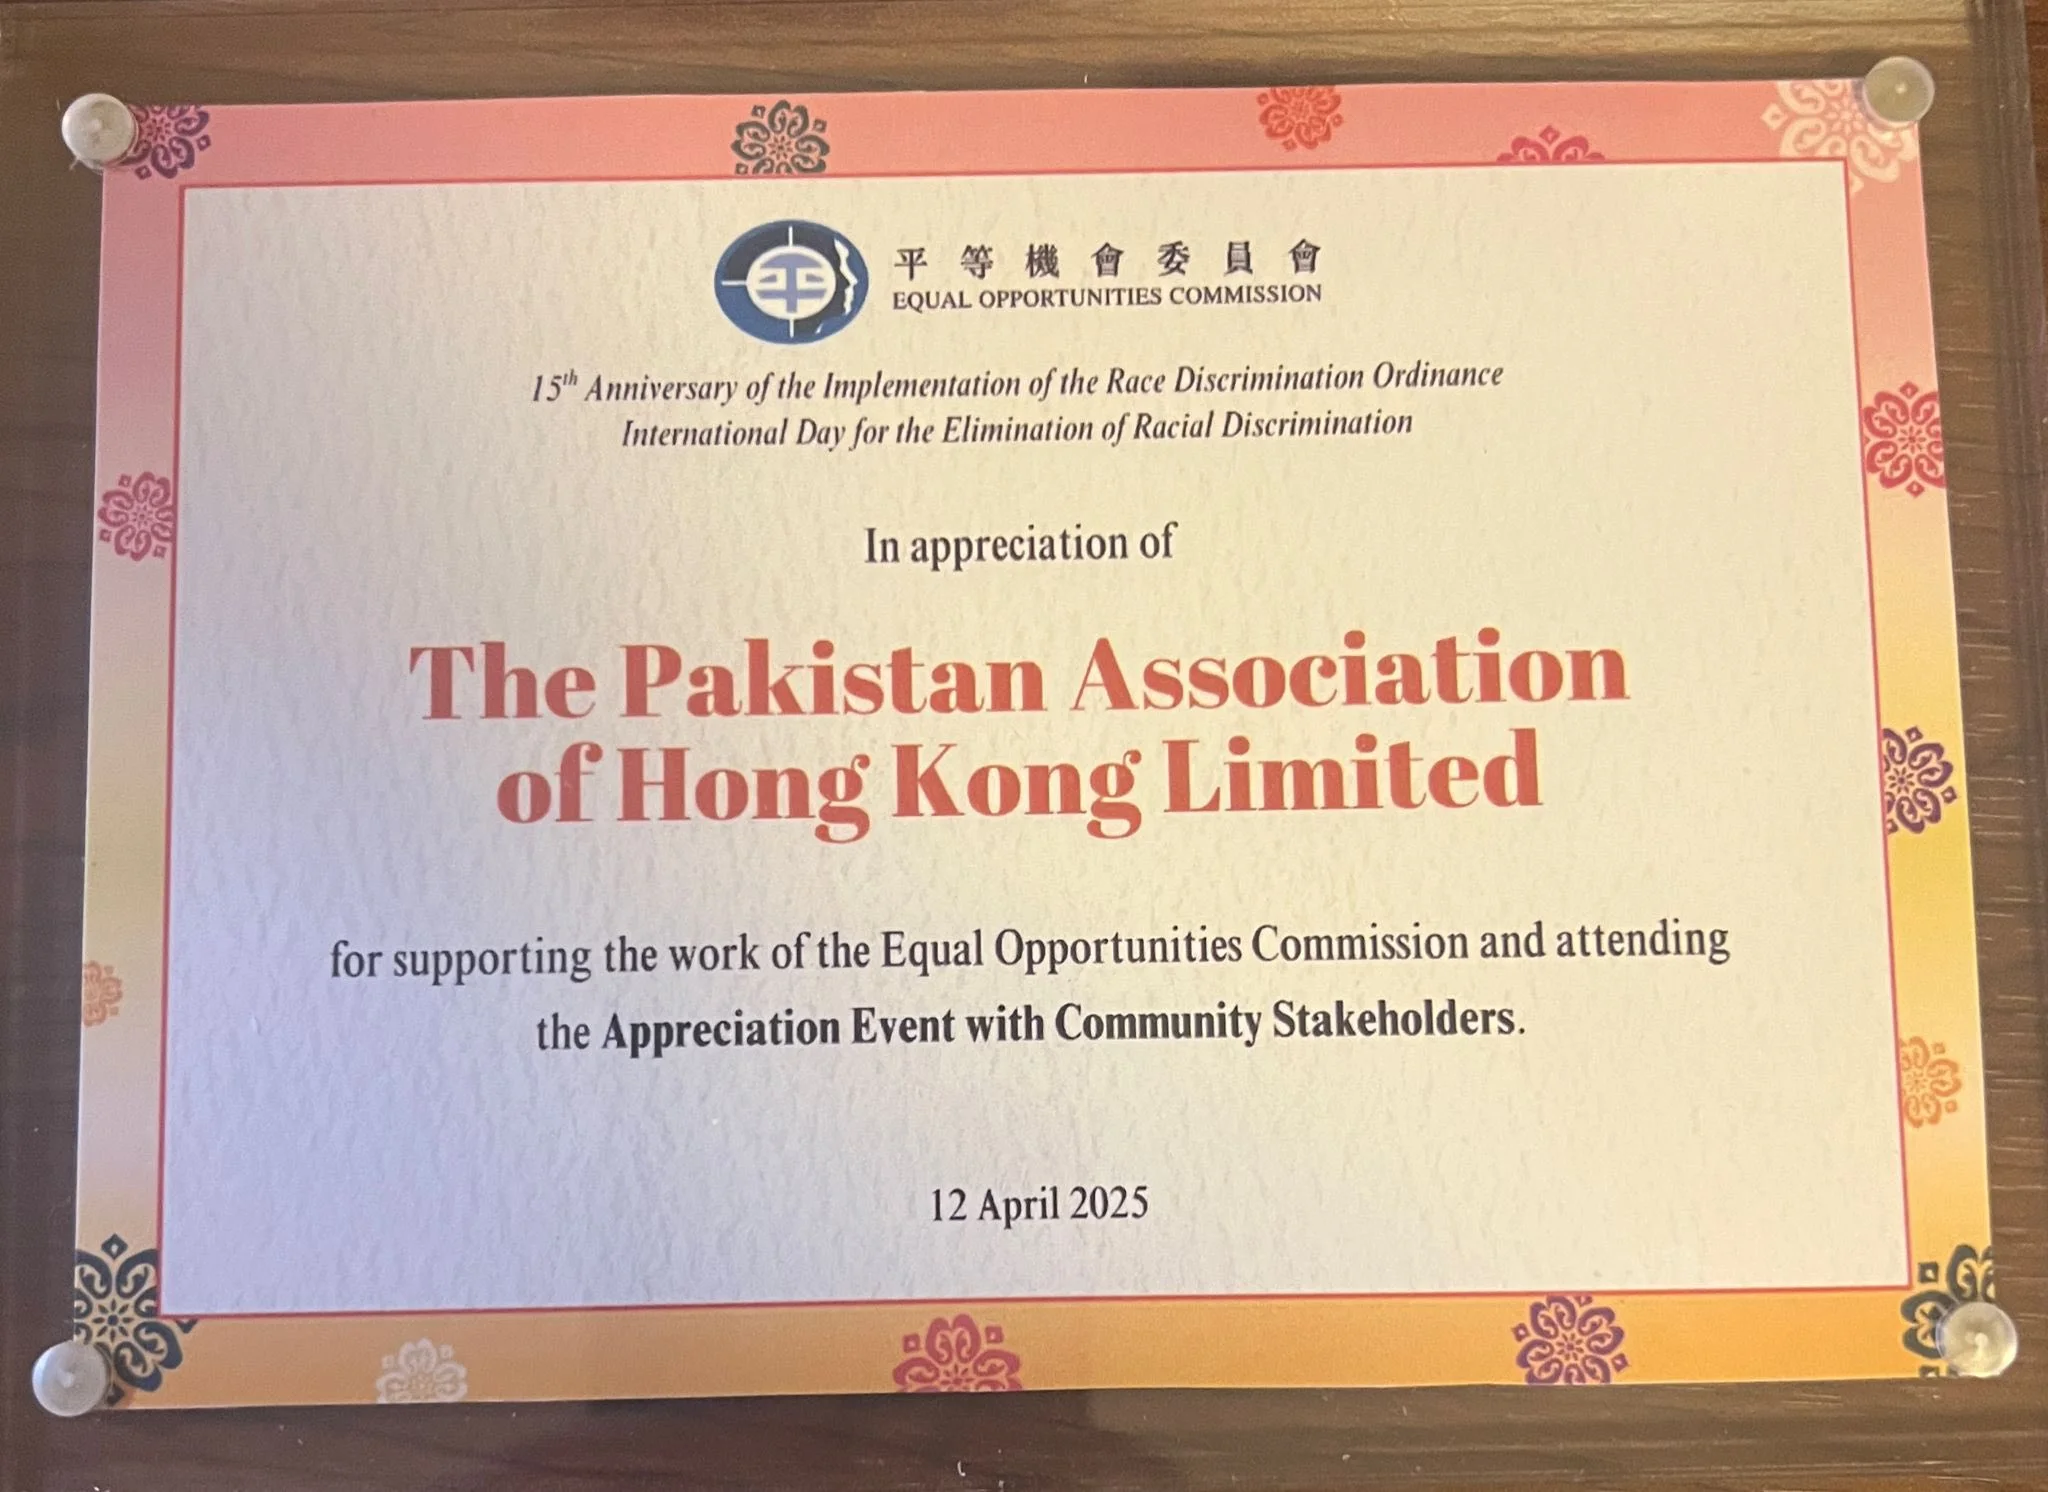 平等機會委員會
EQUAL OPPORTUNITIES COMMISSION
15th Anniversary of the Implementation of the Race Discrimination Ordinance
International Day for the Elimination of Racial Discrimination
In appreciation of
The Pakistan Association
of Hong Kong Limited
for supporting the work of the Equal Opportunities Commission and attending
the Appreciation Event with Community Stakeholders.
12 April 2025